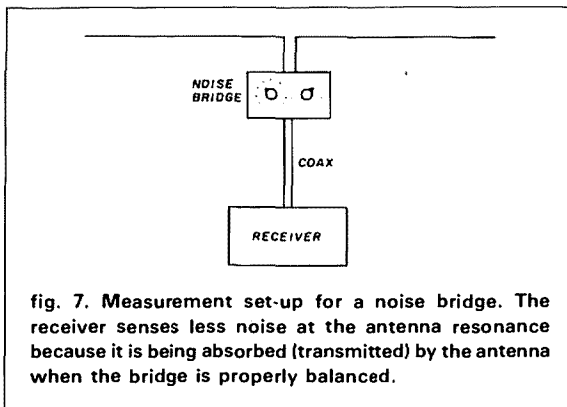 NOISE
BRIDGE
COAX
RECEIVER
fig. 7. Measurement set-up for a noise bridge. The
receiver senses less noise at the antenna resonance
because it is being absorbed (transmitted) by the antenna
when the bridge is properly balanced.